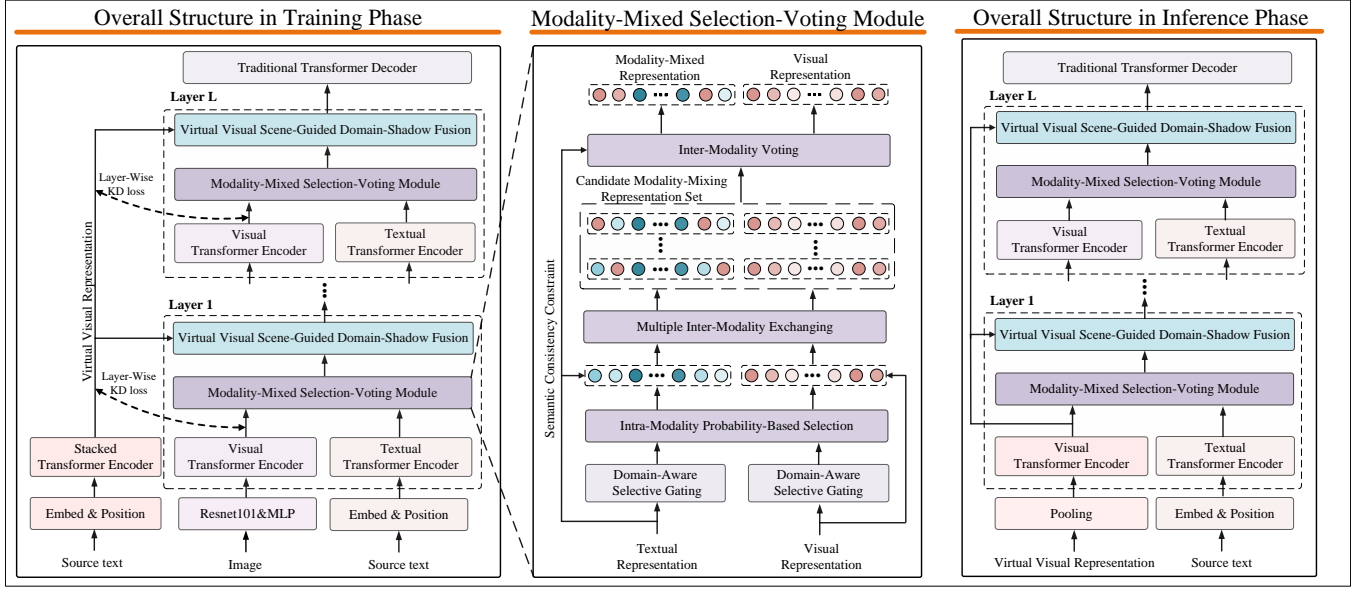 Overall Structure in Training Phase
Traditional Transformer Decoder
Layer L
Virtual Visual Scene-Guided Domain-Shadow Fusion
Layer-Wise
KD loss
Modality-Mixed Selection-Voting Module
Visual
Transformer Encoder
Textual
Transformer Encoder
Virtual Visual Representation
Layer 1
Virtual Visual Scene-Guided Domain-Shadow Fusion
Layer-Wise
KD loss
Modality-Mixed Selection-Voting Module
Stacked
Transformer Encoder
Visual
Transformer Encoder
Textual
Transformer Encoder
Embed & Position
Resnet101&MLP
Embed & Position
Source text
Image
Source text
Modality-Mixed Selection-Voting Module
Modality-Mixed
Representation
Visual
Representation
Inter-Modality Voting
Candidate Modality-Mixing
Representation Set
Semantic Consistency Constraint
Multiple Inter-Modality Exchanging
Intra-Modality Probability-Based Selection
Domain-Aware
Selective Gating
Domain-Aware
Selective Gating
Textual
Representation
Visual
Representation
Overall Structure in Inference Phase
Traditional Transformer Decoder
Layer L
Virtual Visual Scene-Guided Domain-Shadow Fusion
Modality-Mixed Selection-Voting Module
Visual
Transformer Encoder
Textual
Transformer Encoder
Layer 1
Virtual Visual Scene-Guided Domain-Shadow Fusion
Modality-Mixed Selection-Voting Module
Visual
Transformer Encoder
Textual
Transformer Encoder
Pooling
Embed & Position
Virtual Visual Representation
Source text